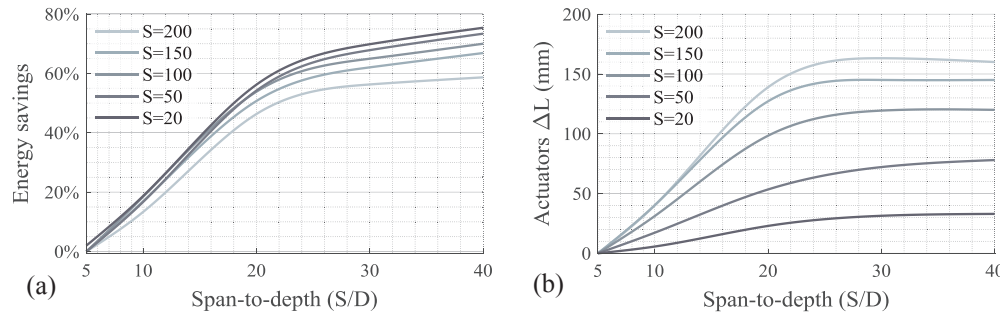 80%
60%
40%
20%
0%
Energy savings
S=200
S=150
S=100
S=50
S=20
5 10 20 30 40
Span-to-depth (S/D)
(a)
200
150
100
50
0
Actuators ΔL (mm)
S=200
S=150
S=100
S=50
S=20
5 10 20 30 40
Span-to-depth (S/D)
(b)